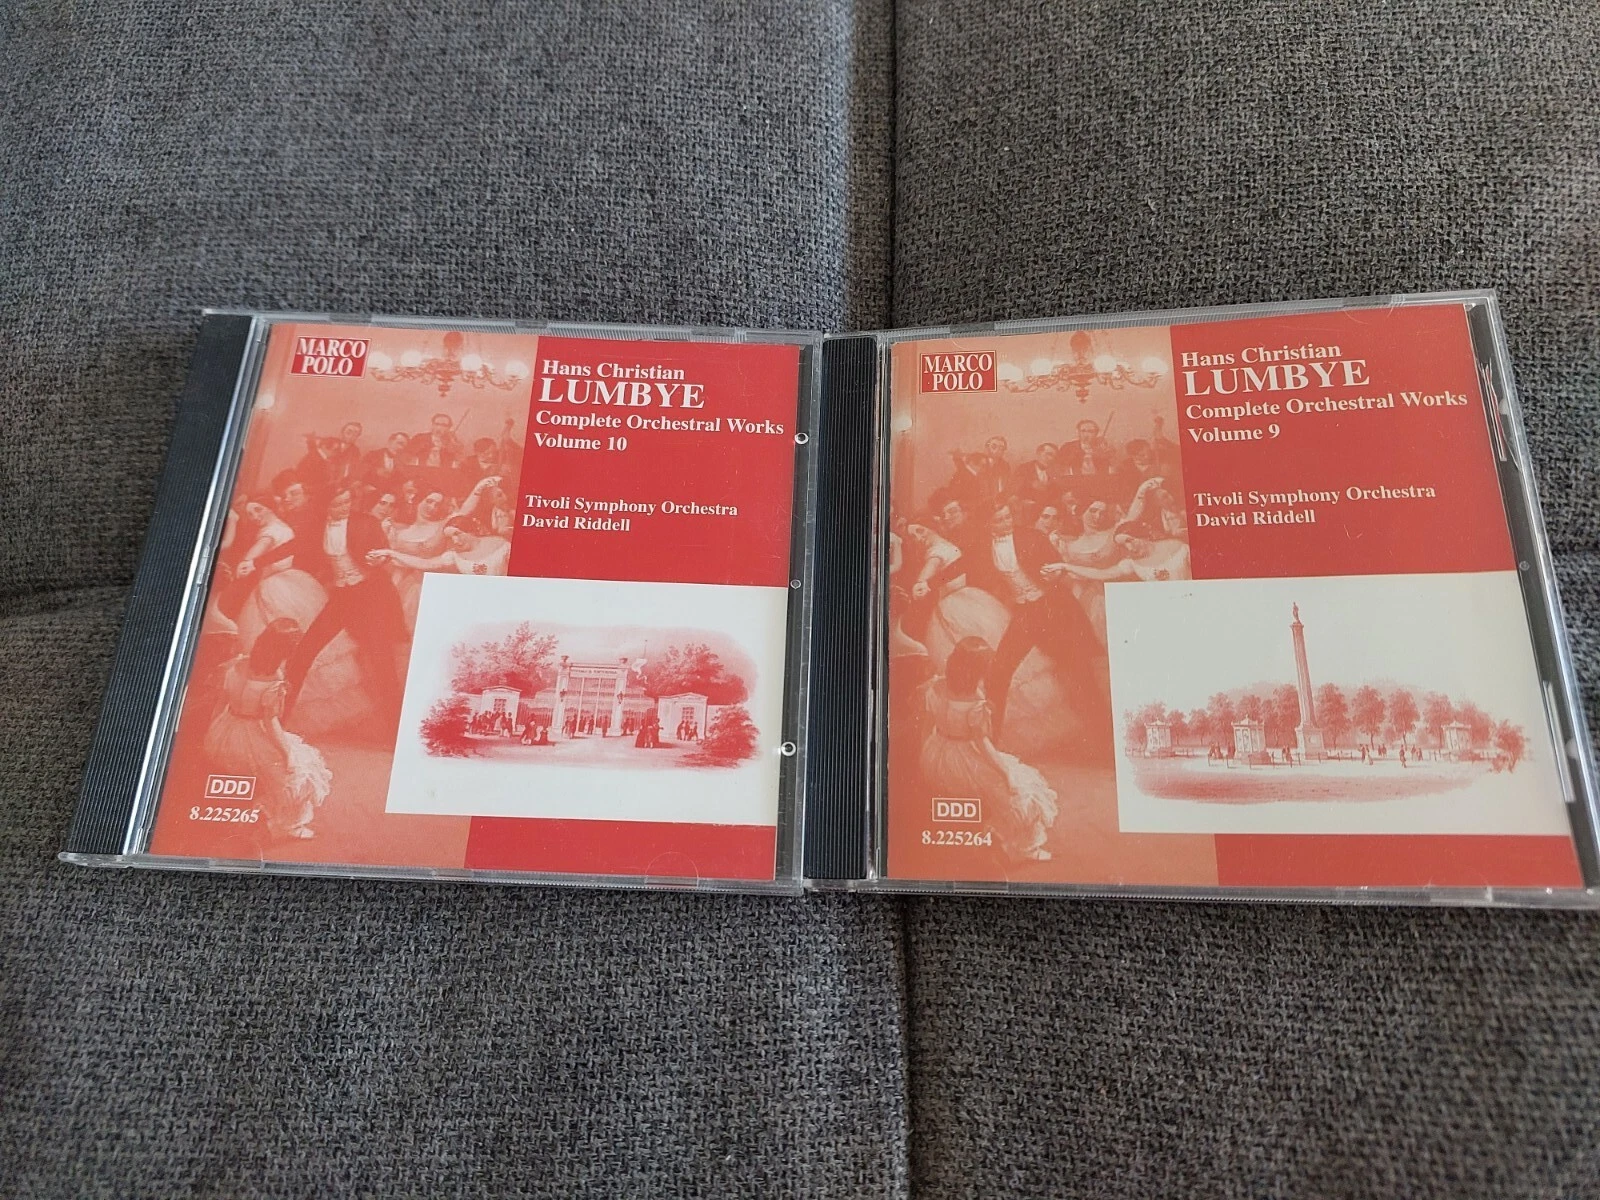 MARCO
POLO
Hans Christian
LUMBYE
Complete Orchestral Works
Volume 10
Tivoli Symphony Orchestra
David Riddell
DDD
8.225265
MARCO
POLO
Hans Christian
LUMBYE
Complete Orchestral Works
Volume 9
Tivoli Symphony Orchestra
David Riddell
DDD
8.225264